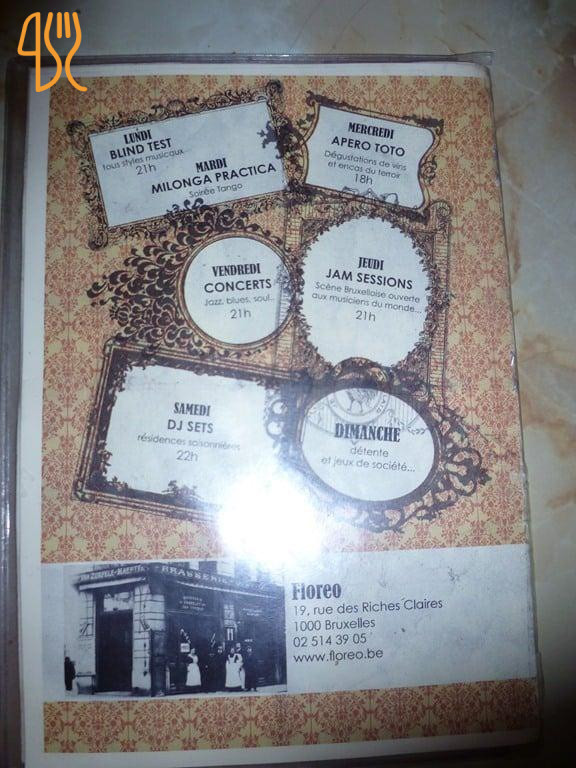 LUNDI
BLIND TEST
tous styles musicaux
21h
MARDI
MILONGA PRACTICA
Soirée Tango
MERCREDI
APERO TOTO
Dégustations de vins
et encas du terroir
18h
VENDREDI
CONCERTS
Jazz, blues, soul...
21h
JEUDI
JAM SESSIONS
Scène Bruxelloise ouverte
aux musiciens du monde...
21h
SAMEDI
DJ SETS
résidences saisonnières
22h
DIMANCHE
détente
et jeux de société...
BRASSERIE
Floreo
19, rue des Riches Claires
1000 Bruxelles
02 514 39 05
www.floreo.be